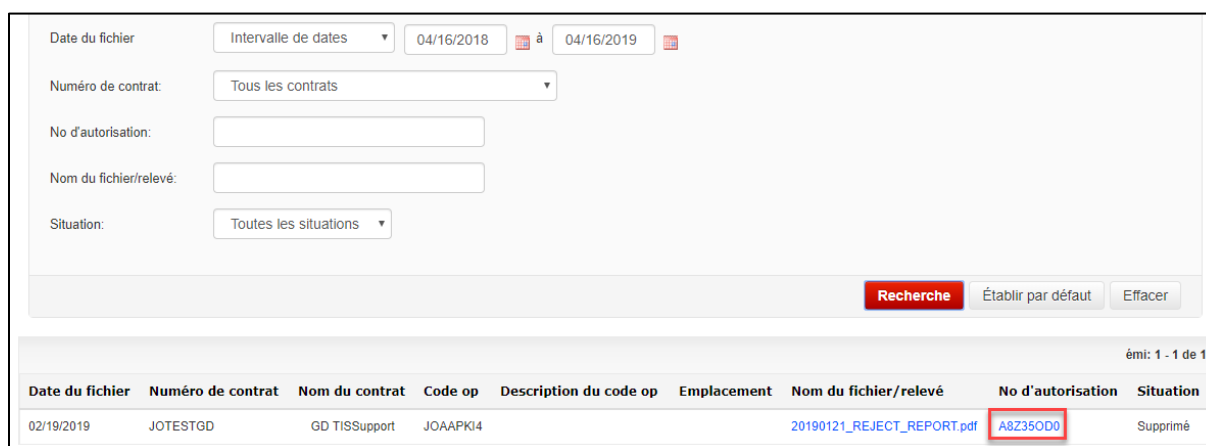 Date du fichier Intervalle de dates 04/16/2018 à 04/16/2019
Numéro de contrat: Tous les contrats
No d'autorisation:
Nom du fichier/relevé:
Situation: Toutes les situations
Recherche Établir par défaut Effacer
émi: 1 - 1 de 1
Date du fichier Numéro de contrat Nom du contrat Code op Description du code op Emplacement Nom du fichier/relevé No d'autorisation Situation
02/19/2019 JOTESTGD GD TISSupport JOAAPKI4 20190121_REJECT_REPORT.pdf A8Z35OD0 Supprimé